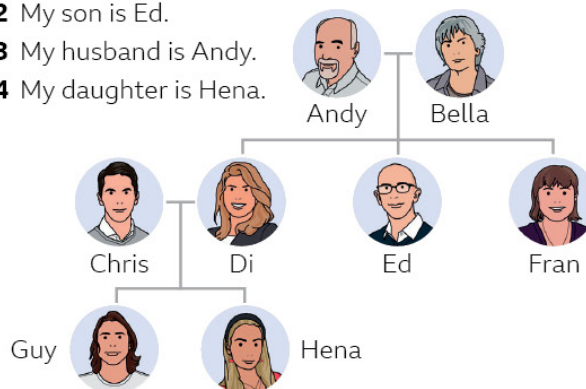 2 My son is Ed.
3 My husband is Andy.
4 My daughter is Hena.
Andy Bella
Chris Di Ed Fran
Guy Hena